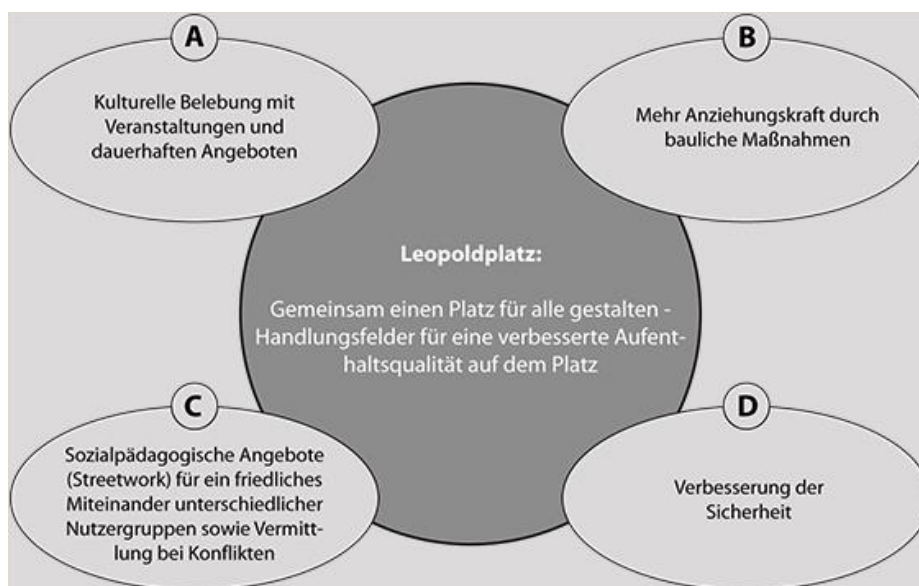 A
Kulturelle Belebung mit
Veranstaltungen und
dauerhaften Angeboten
B
Mehr Anziehungskraft durch
bauliche Maßnahmen
Leopoldplatz:
Gemeinsam einen Platz für alle gestalten -
Handlungsfelder für eine verbesserte Aufent-
haltsqualität auf dem Platz
C
Sozialpädagogische Angebote
(Streetwork) für ein friedliches
Miteinander unterschiedlicher
Nutzergruppen sowie Vermitt-
lung bei Konflikten
D
Verbesserung der
Sicherheit